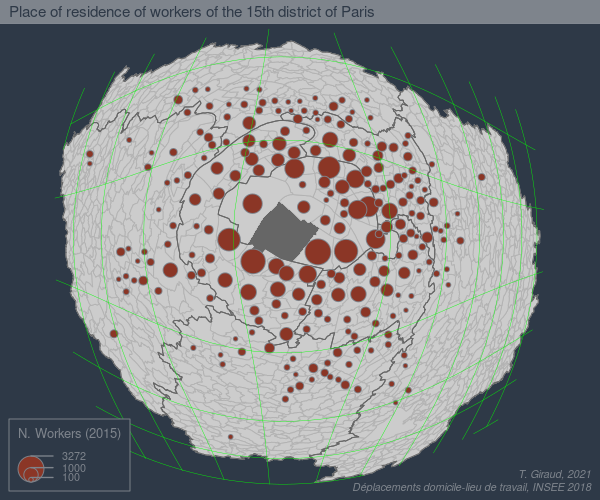 Place of residence of workers of the 15th district of Paris
N. Workers (2015)
3272
1000
100
T. Giraud, 2021
Déplacements domicile-lieu de travail, INSEE 2018